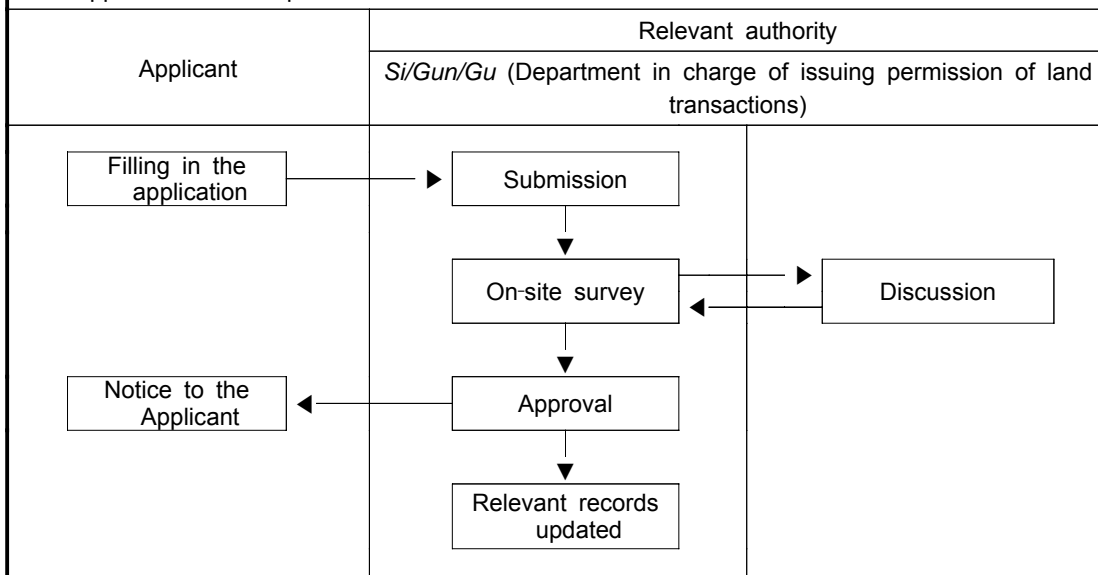 Applicant
Relevant authority
Si/Gun/Gu (Department in charge of issuing permission of land
transactions)
Filling in the
application
Submission
On-site survey
Discussion
Notice to the
Applicant
Approval
Relevant records
updated